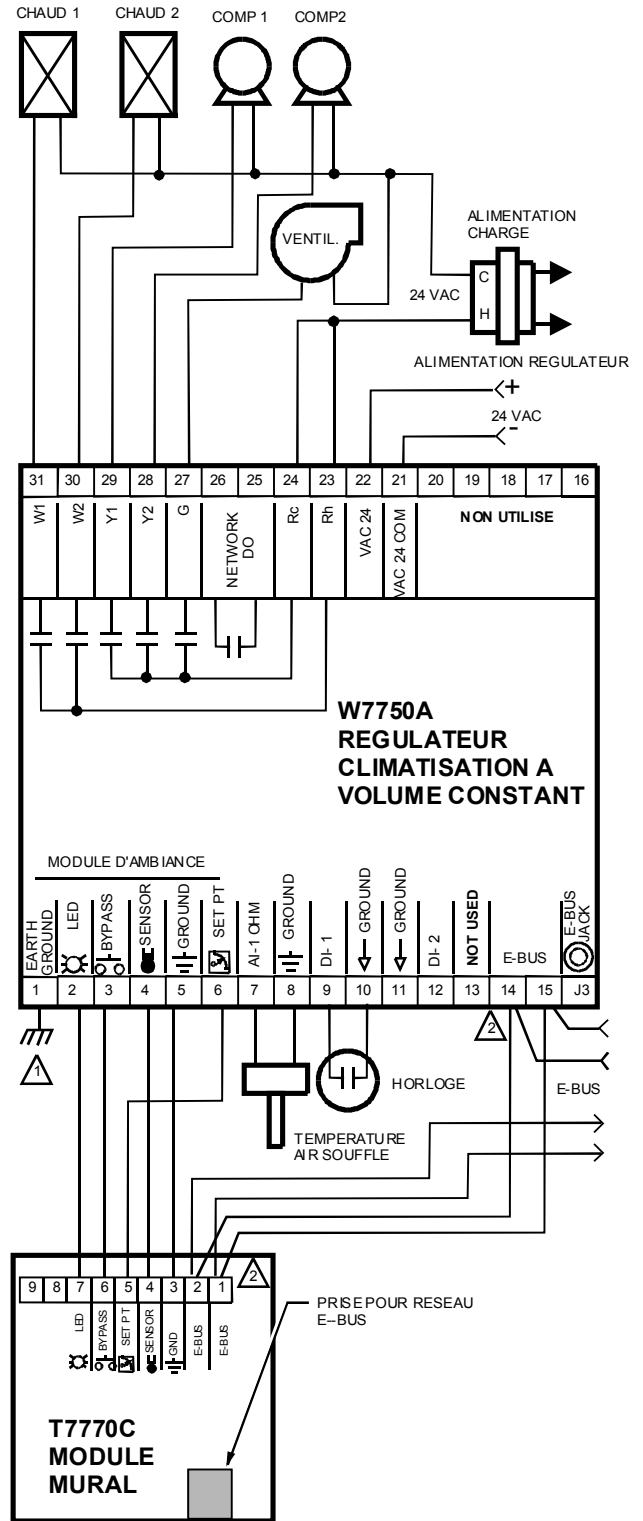 CHAUD 1 CHAUD 2 COMP 1 COMP2
VENTIL.
ALIMENTATION
CHARGE
C
24 VAC
H
ALIMENTATION REGULATEUR
+
24 VAC
-
31 30 29 28 27 26 25 24 23 22 21 20 19 18 17 16
W1
W2
Y1
Y2
G
NETWORK
DO
Rc
Rh
VAC 24
VAC 24 COM
NON UTILISE
W7750A
REGULATEUR
CLIMATISATION A
VOLUME CONSTANT
MODULE D'AMBIANCE
EARTH
GROUND
LED
BYPASS
SENSOR
GROUND
SET PT
AI-1 OHM
GROUND
DI- 1
GROUND
GROUND
DI- 2
NOT USED
E-BUS
E-BUS
JACK
1 2 3 4 5 6 7 8 9 10 11 12 13 14 15 J3
1
2
HORLOGE
E-BUS
TEMPERATURE
AIR SOUFFLE
9 8 7 6 5 4 3 2 1
2
LED
BYPASS
SET PT
SENSOR
GND
E-BUS
E-BUS
PRISE POUR RESEAU
E--BUS
T7770C
MODULE
MURAL